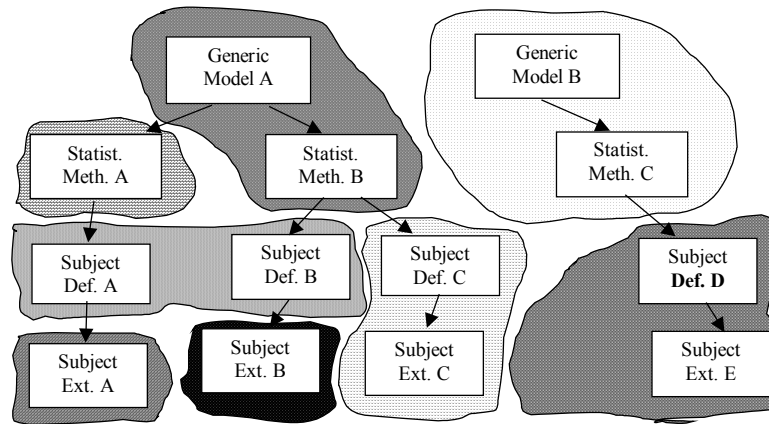 Generic
Model A
Generic
Model B
Statist.
Meth. A
Statist.
Meth. B
Statist.
Meth. C
Subject
Def. A
Subject
Def. B
Subject
Def. C
Subject
Def. D
Subject
Ext. A
Subject
Ext. B
Subject
Ext. C
Subject
Ext. E